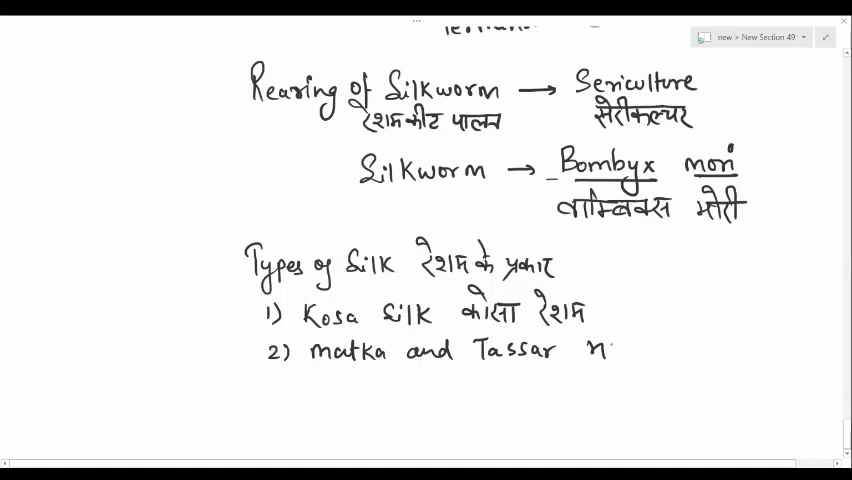 new > New Section 49
Rearing of Silkworm → Sericulture
रेशमकीट पालन सेरीकल्चर
Silkworm → Bombyx mori
बाम्बिक्स मोरी
Types of Silk रेशम के प्रकार
1) Kosa Silk कोसा रेशम
2) Matka and Tassar